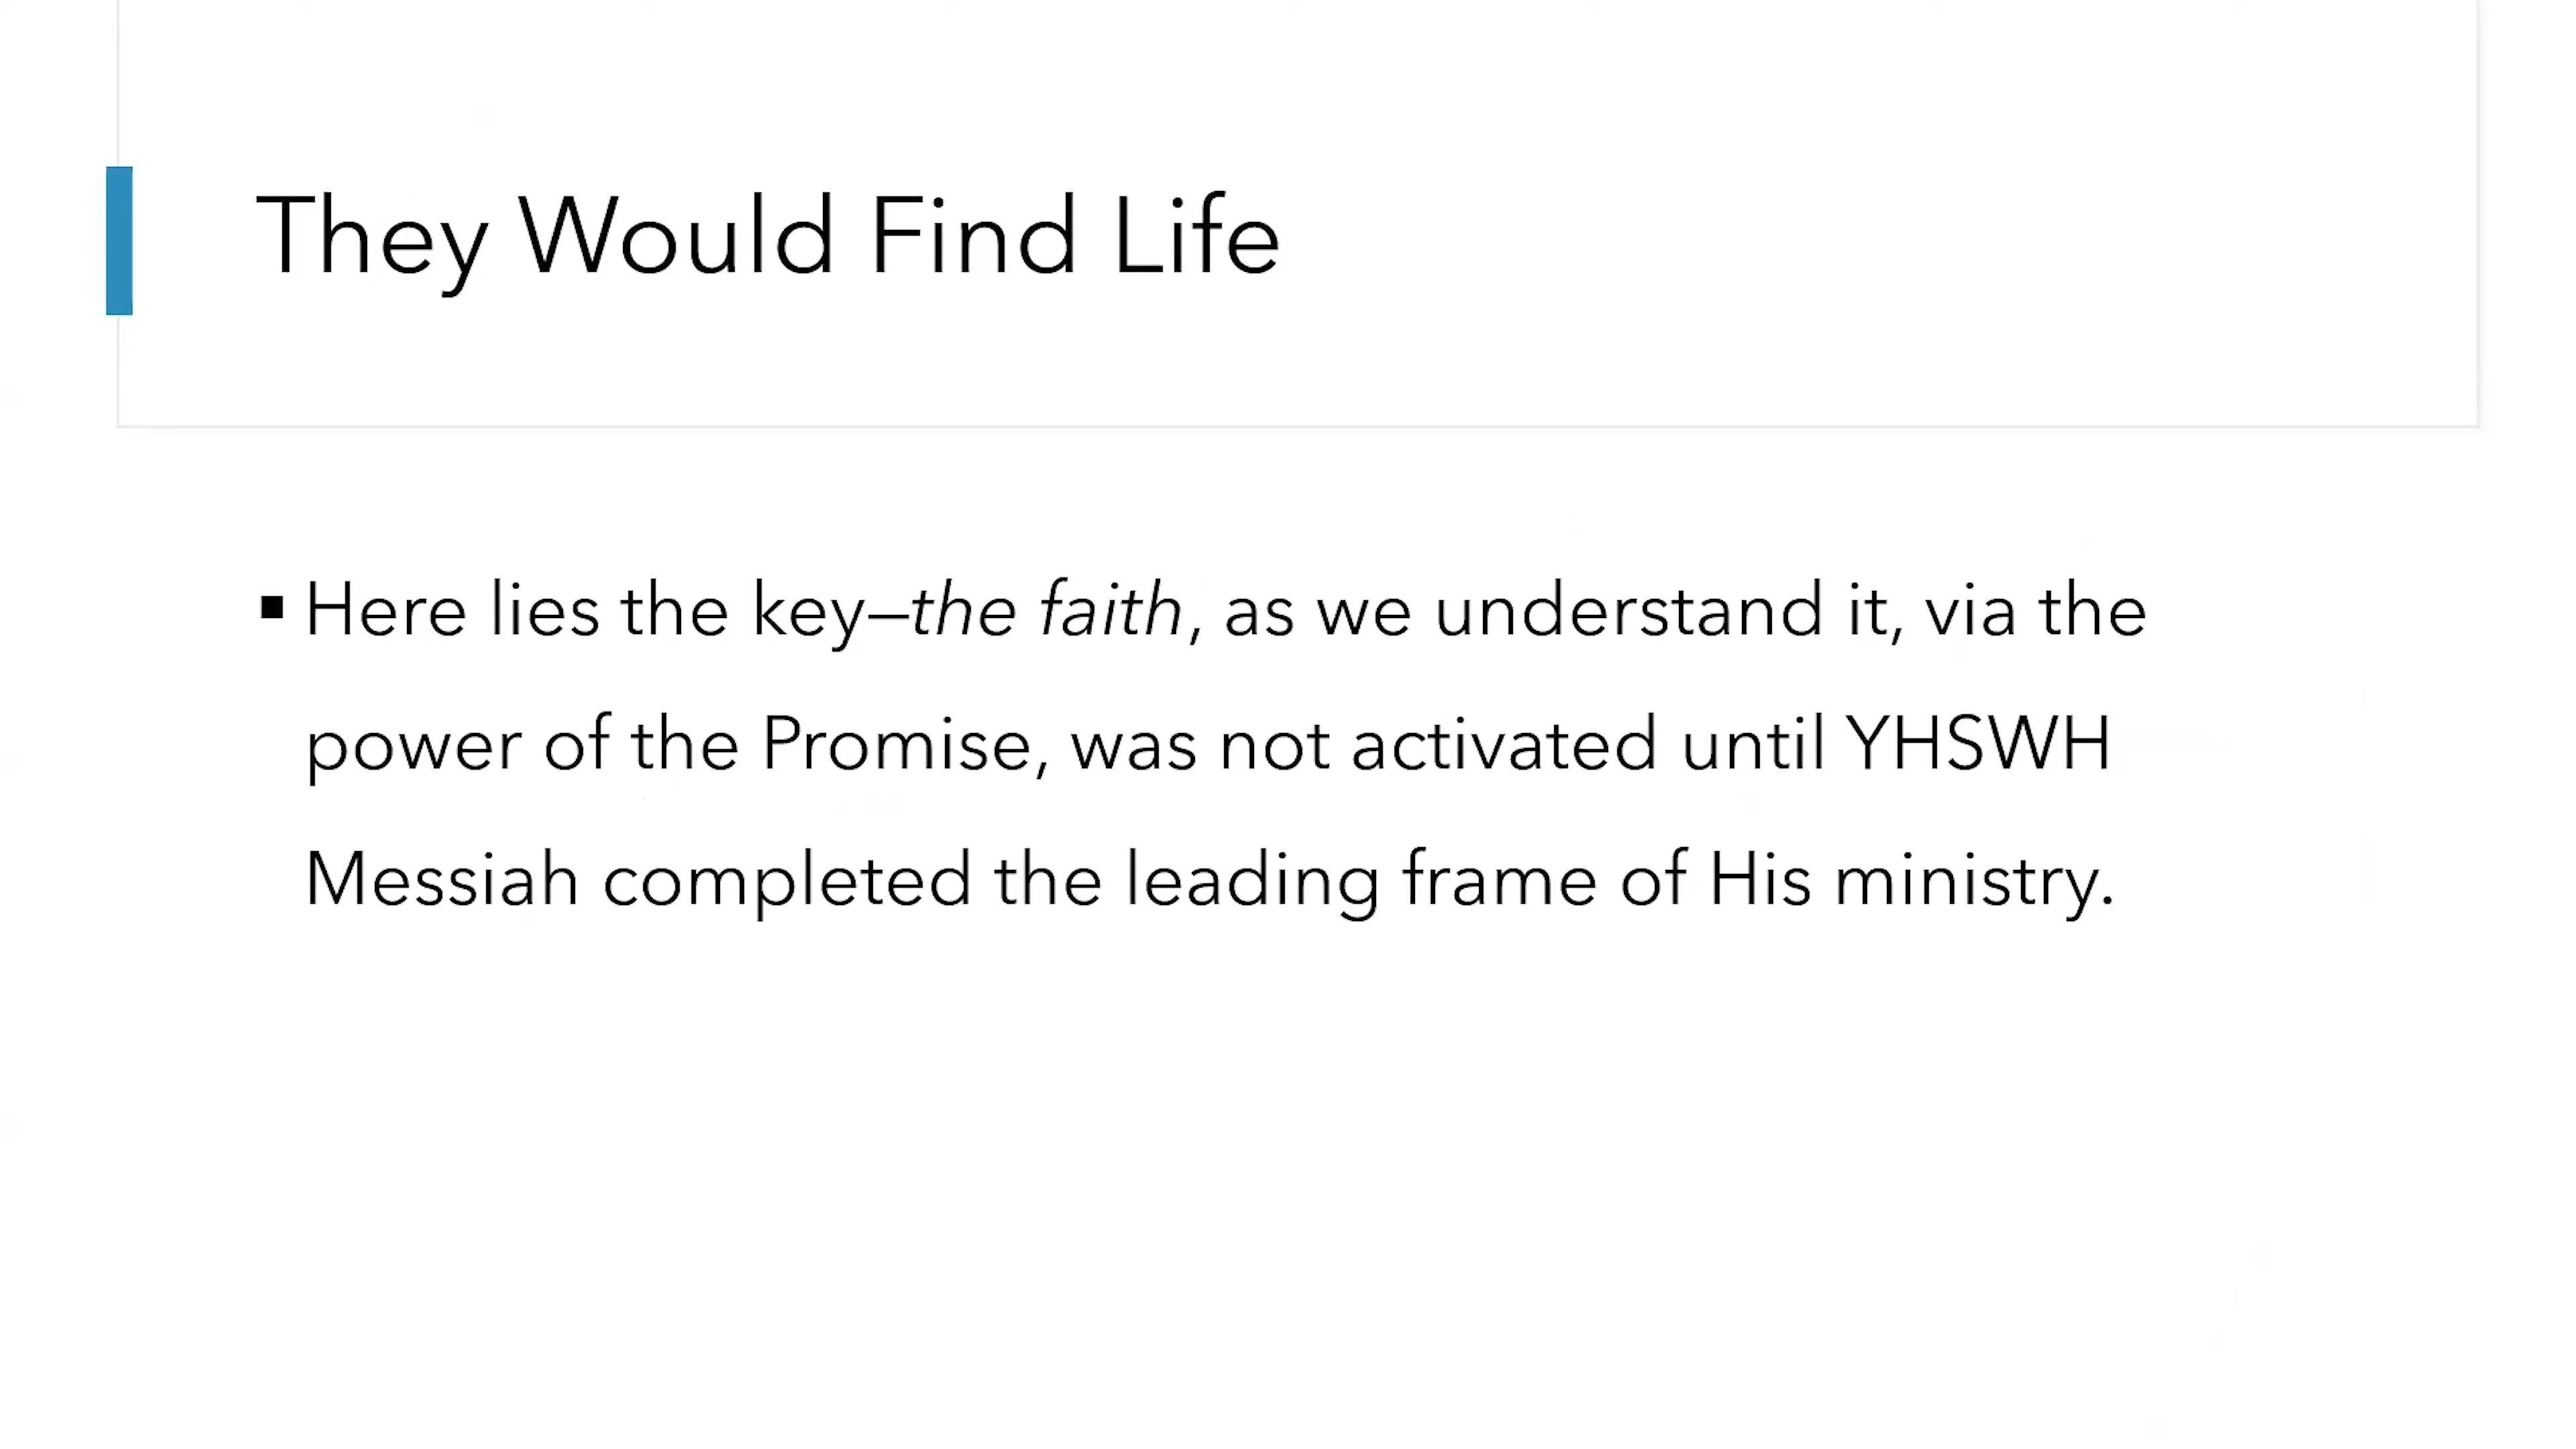 They Would Find Life
▪ Here lies the key—the faith, as we understand it, via the
power of the Promise, was not activated until YHSWH
Messiah completed the leading frame of His ministry.